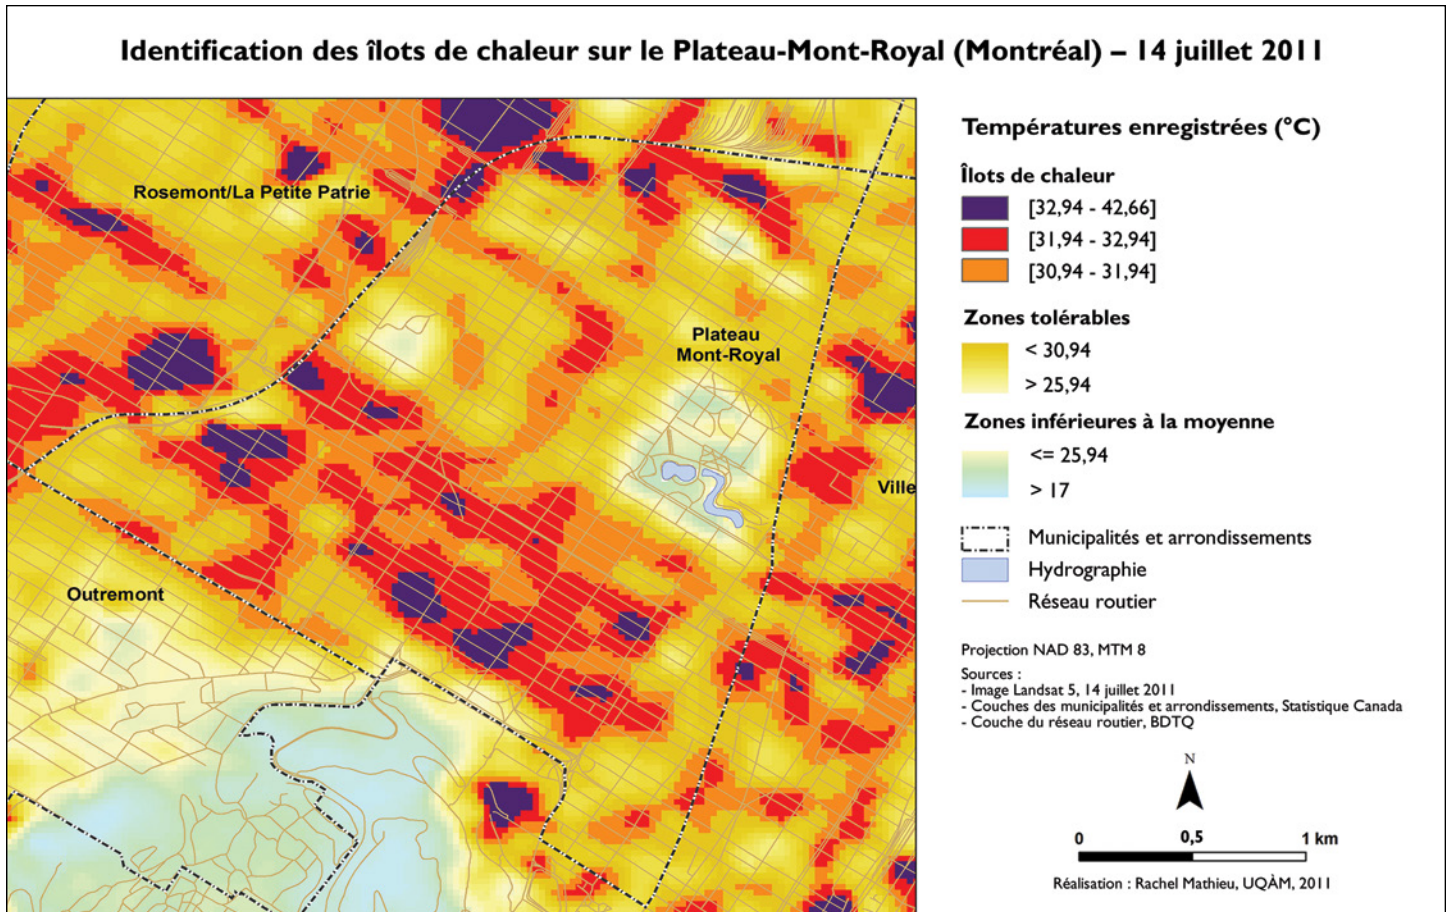 Identification des îlots de chaleur sur le Plateau-Mont-Royal (Montréal) – 14 juillet 2011
Rosemont/La Petite Patrie
Plateau
Mont-Royal
Ville
Outremont
Températures enregistrées (°C)
Îlots de chaleur
[32,94 - 42,66]
[31,94 - 32,94]
[30,94 - 31,94]
Zones tolérables
< 30,94
> 25,94
Zones inférieures à la moyenne
<= 25,94
> 17
Municipalités et arrondissements
Hydrographie
Réseau routier
Projection NAD 83, MTM 8
Sources :
- Image Landsat 5, 14 juillet 2011
- Couches des municipalités et arrondissements, Statistique Canada
- Couche du réseau routier, BDTQ
N
0 0,5 1 km
Réalisation : Rachel Mathieu, UQÀM, 2011